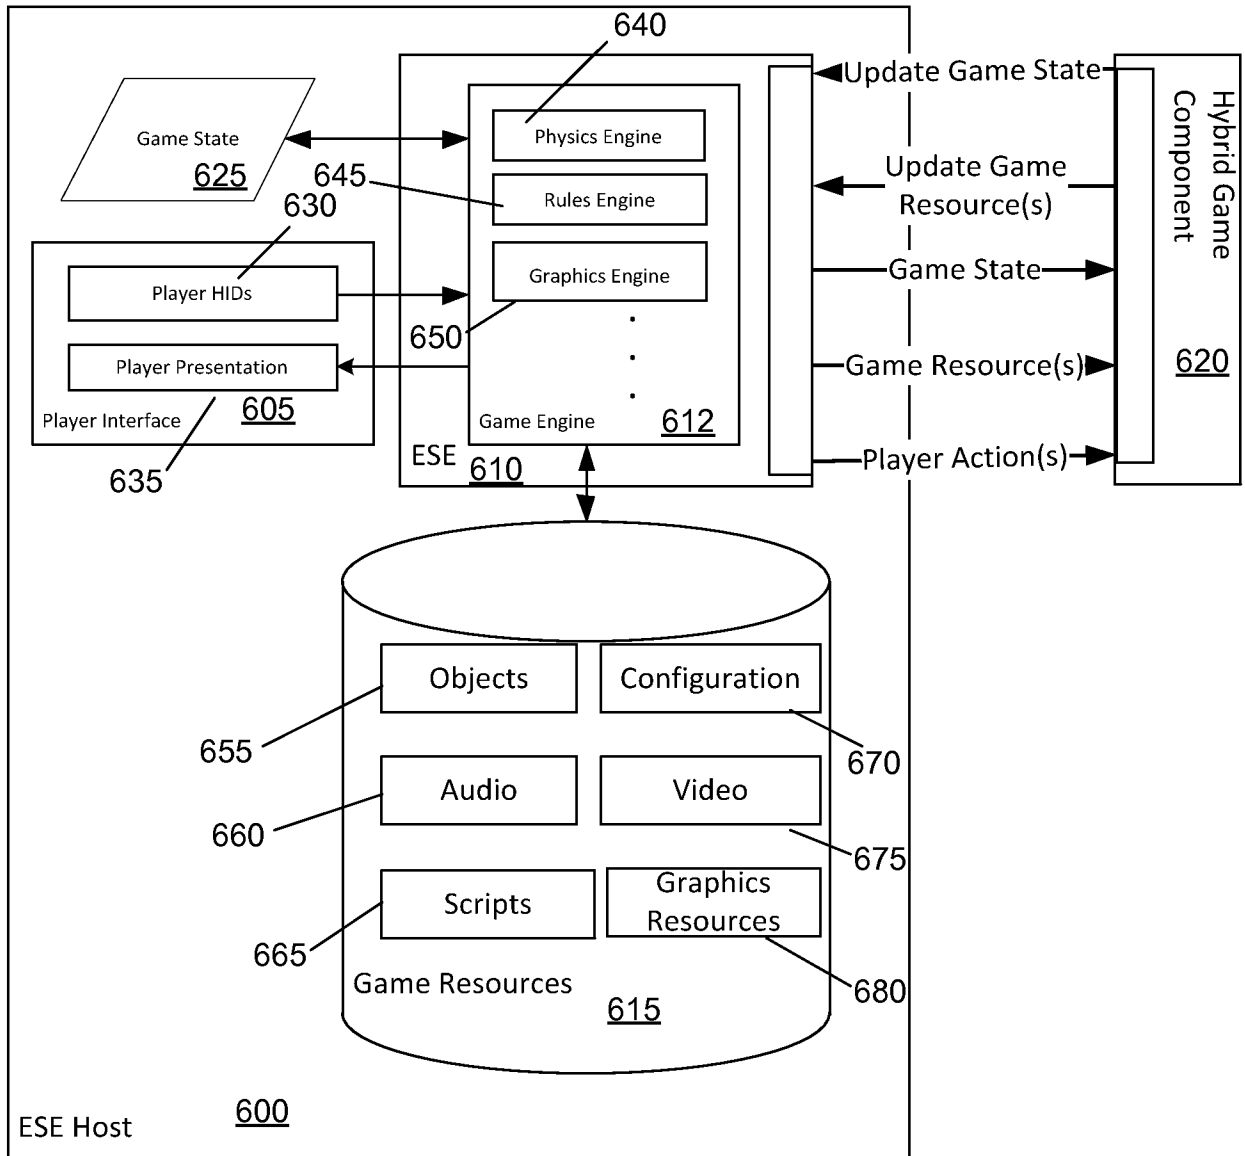 640
Update Game State
Physics Engine
Game State
625
645
Rules Engine
Update Game
Resource(s)
Hybrid Game
Component
630
Player HIDs
Graphics Engine
Game State
650
620
Player Presentation
Game Resource(s)
605
Player Interface
Game Engine
612
635
ESE
610
Player Action(s)
Objects
Configuration
655
670
Audio
Video
660
675
Scripts
Graphics
Resources
665
680
Game Resources
615
600
ESE Host